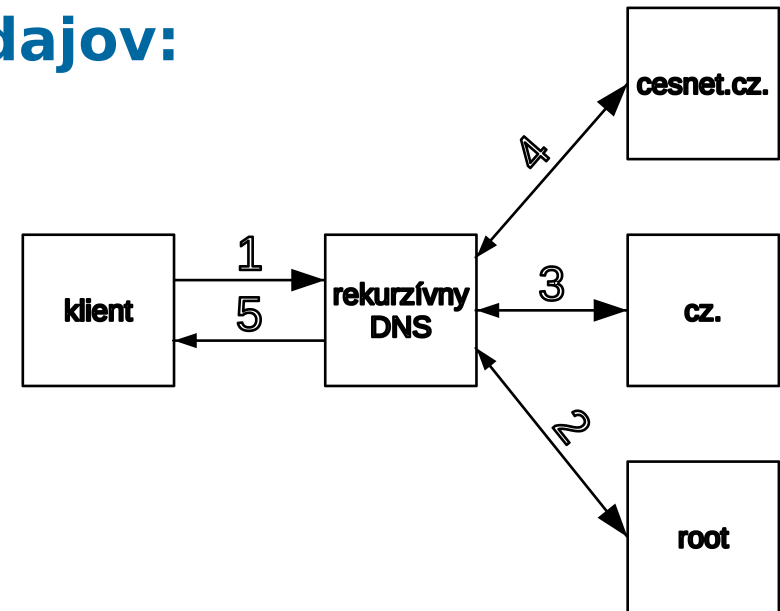 dajov:
cesnet.cz.
4
1
klient
5
rekurzívny
DNS
3
cz.
2
root